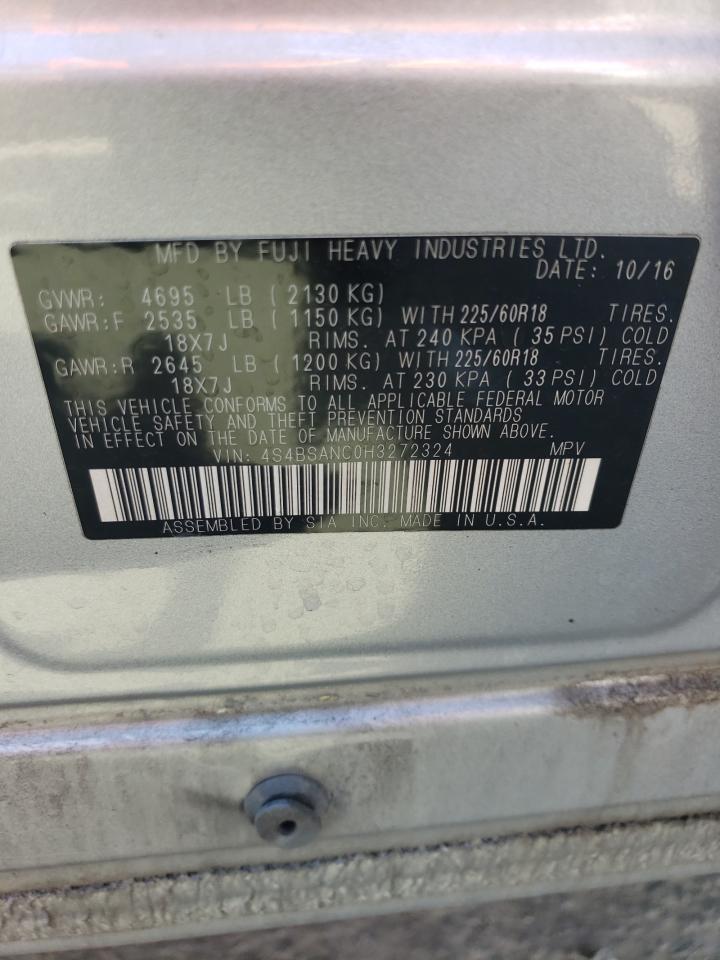 MFD BY FUJI HEAVY INDUSTRIES LTD.
DATE: 10/16
GVWR: 4695 LB ( 2130 KG)
GAWR:F 2535 LB ( 1150 KG) WITH 225/60R18 TIRES.
18X7J RIMS. AT 240 KPA ( 35 PSI) COLD
GAWR:R 2645 LB ( 1200 KG) WITH 225/60R18 TIRES.
18X7J RIMS. AT 230 KPA ( 33 PSI) COLD
THIS VEHICLE CONFORMS TO ALL APPLICABLE FEDERAL MOTOR
VEHICLE SAFETY AND THEFT PREVENTION STANDARDS
IN EFFECT ON THE DATE OF MANUFACTURE SHOWN ABOVE.
VIN: 4S4BSANC0H3272324 MPV
ASSEMBLED BY SIA INC. MADE IN U.S.A.